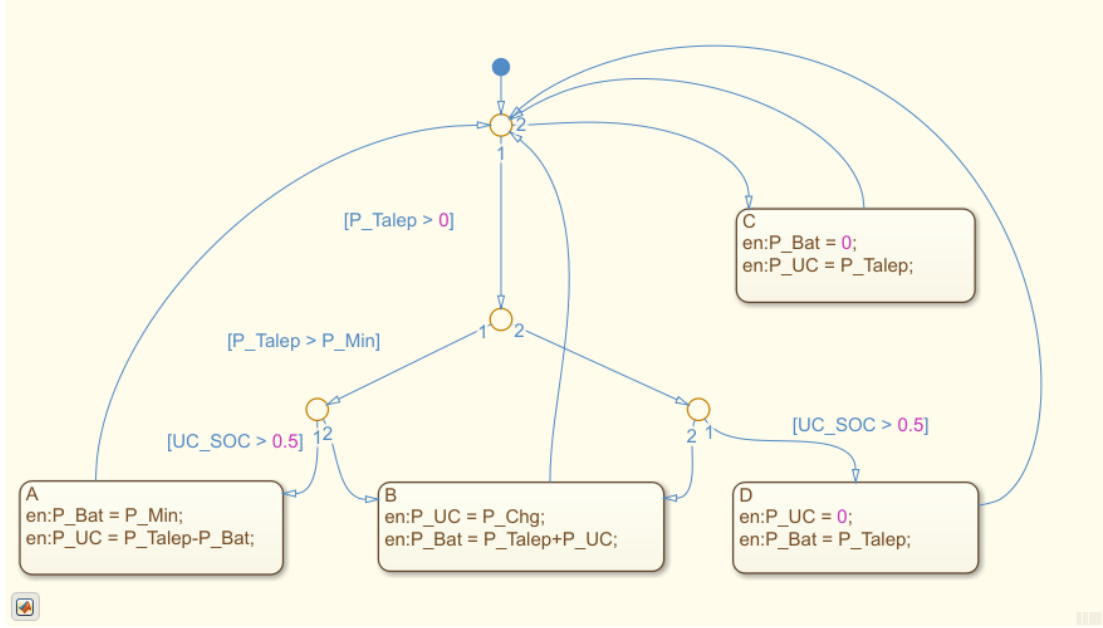 2
1
[P_Talep > 0]
C
en:P_Bat = 0;
en:P_UC = P_Talep;
1 2
[P_Talep > P_Min]
[UC_SOC > 0.5]
12
2 1
[UC_SOC > 0.5]
A
en:P_Bat = P_Min;
en:P_UC = P_Talep-P_Bat;
B
en:P_UC = P_Chg;
en:P_Bat = P_Talep+P_UC;
D
en:P_UC = 0;
en:P_Bat = P_Talep;